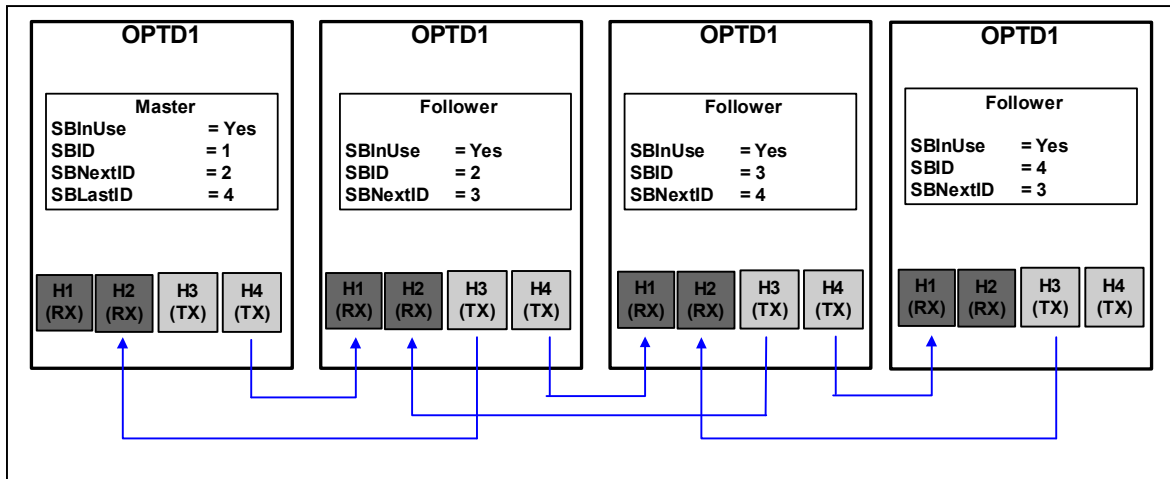 OPTD1
Master
SBInUse = Yes
SBID = 1
SBNextID = 2
SBLastID = 4
H1 (RX)
H2 (RX)
H3 (TX)
H4 (TX)
OPTD1
Follower
SBInUse = Yes
SBID = 2
SBNextID = 3
H1 (RX)
H2 (RX)
H3 (TX)
H4 (TX)
OPTD1
Follower
SBInUse = Yes
SBID = 3
SBNextID = 4
H1 (RX)
H2 (RX)
H3 (TX)
H4 (TX)
OPTD1
Follower
SBInUse = Yes
SBID = 4
SBNextID = 3
H1 (RX)
H2 (RX)
H3 (TX)
H4 (TX)